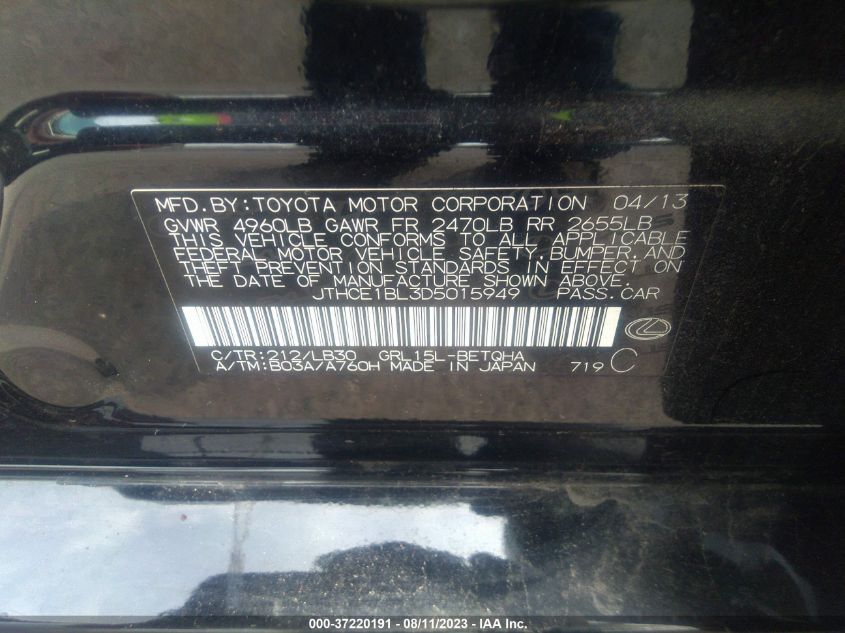 MFD.BY:TOYOTA MOTOR CORPORATION 04/13
GVWR 4960LB GAWR FR 2470LB RR 2655LB
THIS VEHICLE CONFORMS TO ALL APPLICABLE
FEDERAL MOTOR VEHICLE SAFETY,BUMPER,AND
THEFT PREVENTION STANDARDS IN EFFECT ON
THE DATE OF MANUFACTURE SHOWN ABOVE.
JTHCE1BL3D5015949 PASS.CAR
C/TR:212/LB30 GRL15L-BETQHA
A/TM:B03A/A760H MADE IN JAPAN 719 C
000-37220191 - 08/11/2023 - IAA Inc.